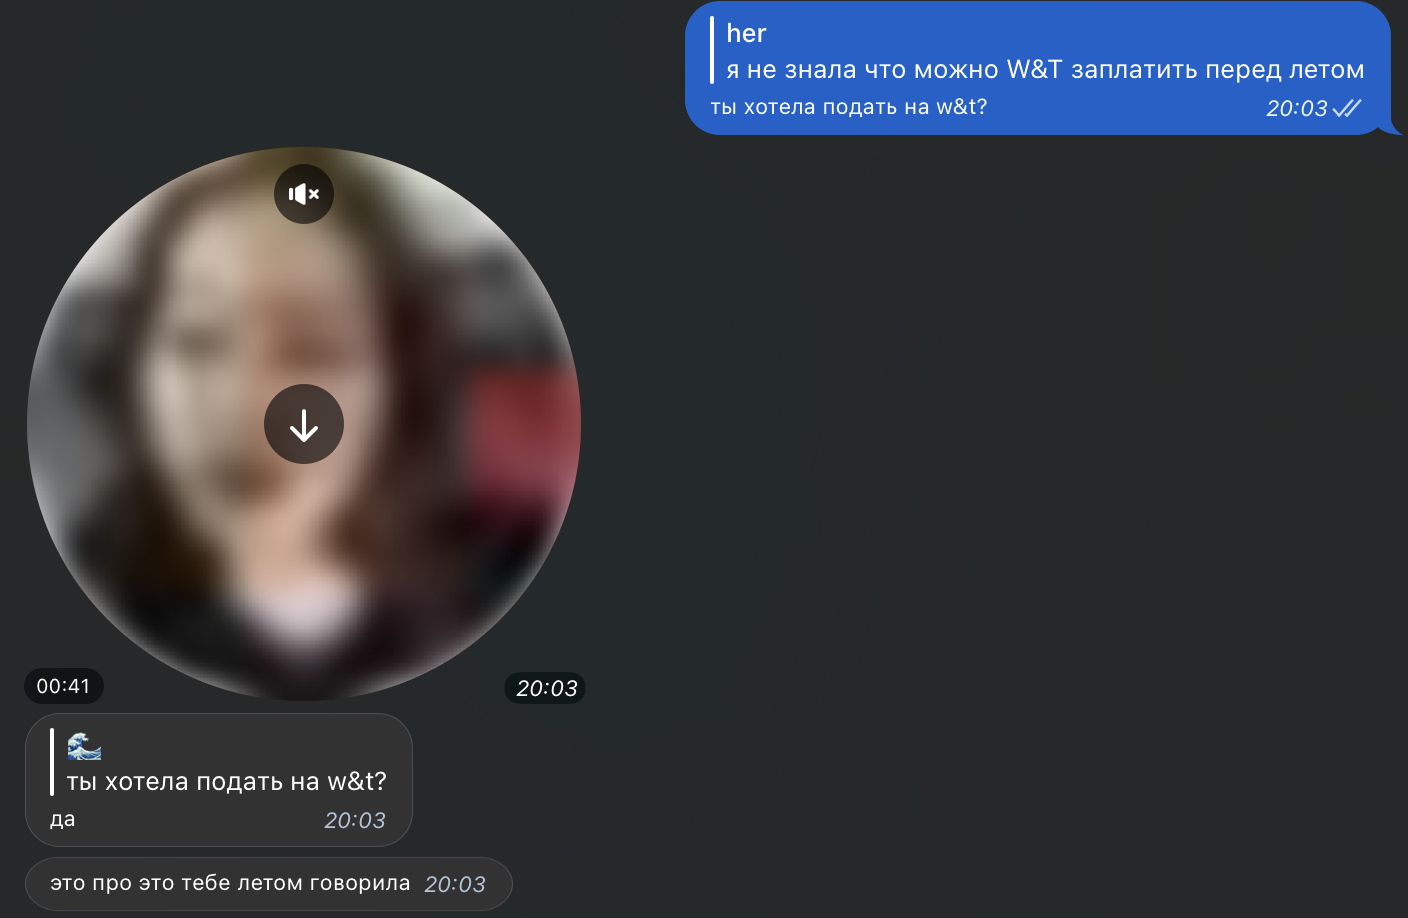 her
я не знала что можно W&T заплатить перед летом
ты хотела подать на w&t?
20:03
00:41
20:03
🌊
ты хотела подать на w&t?
да
20:03
это про это тебе летом говорила 20:03